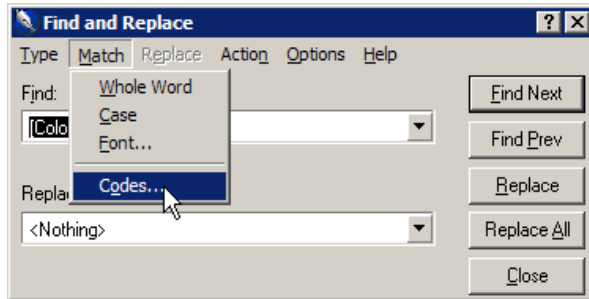 Find and Replace
Type Match Replace Action Options Help
Find:
Whole Word
Case
Font...
Codes...
[Colo
<Nothing>
Find Next
Find Prev
Replace
Replace All
Close